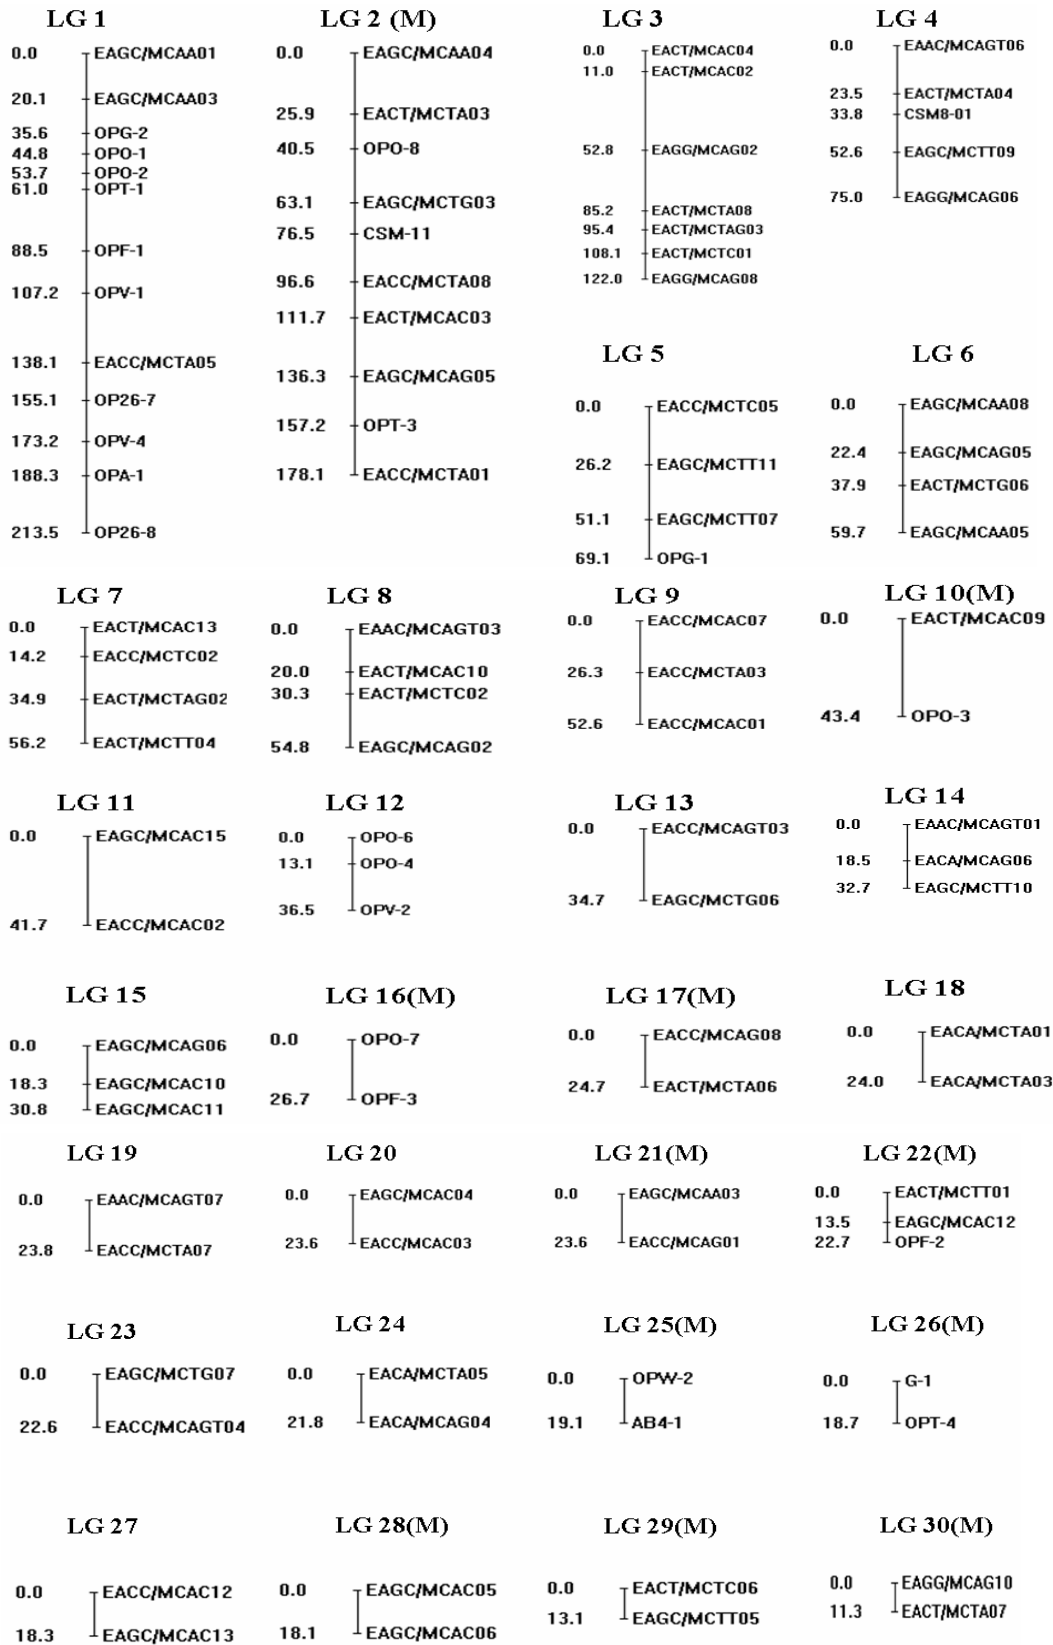 LG 1
0.0 EAGC/MCAA01
20.1 EAGC/MCAA03
35.6 OPG-2
44.8 OPO-1
53.7 OPO-2
61.0 OPT-1
88.5 OPF-1
107.2 OPV-1
138.1 EACC/MCTA05
155.1 OP26-7
173.2 OPV-4
188.3 OPA-1
213.5 OP26-8
LG 2 (M)
0.0 EAGC/MCAA04
25.9 EACT/MCTA03
40.5 OPO-8
63.1 EAGC/MCTG03
76.5 CSM-11
96.6 EACC/MCTA08
111.7 EACT/MCAC03
136.3 EAGC/MCAG05
157.2 OPT-3
178.1 EACC/MCTA01
LG 3
0.0 EACT/MCAC04
11.0 EACT/MCAC02
52.8 EAGG/MCAG02
85.2 EACT/MCTA08
95.4 EACT/MCTAG03
108.1 EACT/MCTC01
122.0 EAGG/MCAG08
LG 4
0.0 EAAC/MCAGT06
23.5 EACT/MCTA04
33.8 CSM8-01
52.6 EAGC/MCTT09
75.0 EAGG/MCAG06
LG 5
0.0 EACC/MCTC05
26.2 EAGC/MCTT11
51.1 EAGC/MCTT07
69.1 OPG-1
LG 6
0.0 EAGC/MCAA08
22.4 EAGC/MCAG05
37.9 EACT/MCTG06
59.7 EAGC/MCAA05
LG 7
0.0 EACT/MCAC13
14.2 EACC/MCTC02
34.9 EACT/MCTAG02
56.2 EACT/MCTT04
LG 8
0.0 EAAC/MCAGT03
20.0 EACT/MCAC10
30.3 EACT/MCTC02
54.8 EAGC/MCAG02
LG 9
0.0 EACC/MCAC07
26.3 EACC/MCTA03
52.6 EACC/MCAC01
LG 10(M)
0.0 EACT/MCAC09
43.4 OPO-3
LG 11
0.0 EAGC/MCAC15
41.7 EACC/MCAC02
LG 12
0.0 OPO-6
13.1 OPO-4
36.5 OPV-2
LG 13
0.0 EACC/MCAGT03
34.7 EAGC/MCTG06
LG 14
0.0 EAAC/MCAGT01
18.5 EACA/MCAG06
32.7 EAGC/MCTT10
LG 15
0.0 EAGC/MCAG06
18.3 EAGC/MCAC10
30.8 EAGC/MCAC11
LG 16(M)
0.0 OPO-7
26.7 OPF-3
LG 17(M)
0.0 EACC/MCAG08
24.7 EACT/MCTA06
LG 18
0.0 EACA/MCTA01
24.0 EACA/MCTA03
LG 19
0.0 EAAC/MCAGT07
23.8 EACC/MCTA07
LG 20
0.0 EAGC/MCAC04
23.6 EACC/MCAC03
LG 21(M)
0.0 EAGC/MCAA03
23.6 EACC/MCAG01
LG 22(M)
0.0 EACT/MCTT01
13.5 EAGC/MCAC12
22.7 OPF-2
LG 23
0.0 EAGC/MCTG07
22.6 EACC/MCAGT04
LG 24
0.0 EACA/MCTA05
21.8 EACA/MCAG04
LG 25(M)
0.0 OPW-2
19.1 AB4-1
LG 26(M)
0.0 G-1
18.7 OPT-4
LG 27
0.0 EACC/MCAC12
18.3 EAGC/MCAC13
LG 28(M)
0.0 EAGC/MCAC05
18.1 EAGC/MCAC06
LG 29(M)
0.0 EACT/MCTC06
13.1 EAGC/MCTT05
LG 30(M)
0.0 EAGG/MCAG10
11.3 EACT/MCTA07